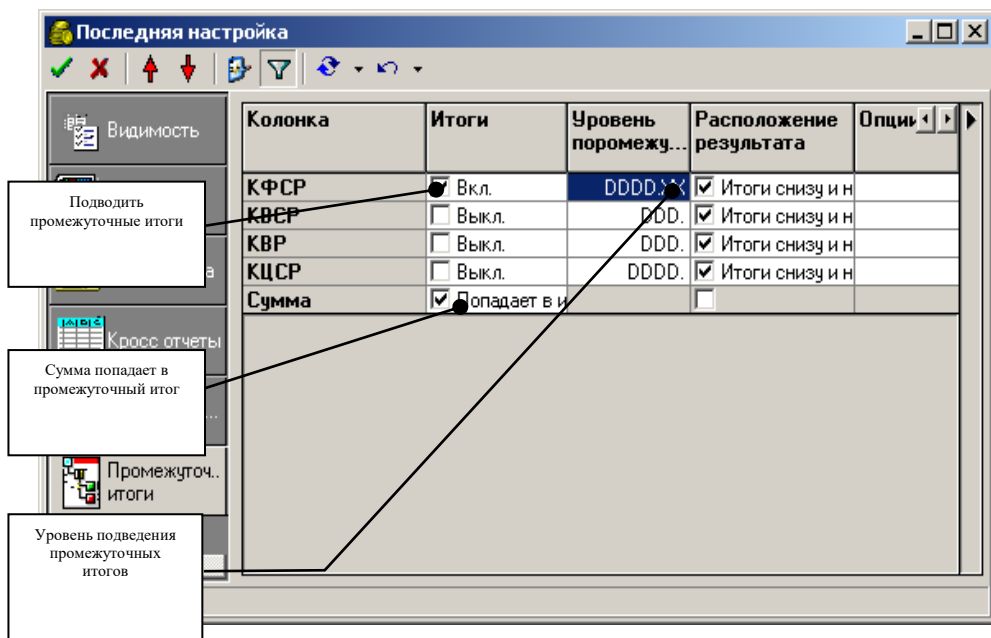 Последняя настройка
Видимость
Колонка Итоги Уровень поромежу... Расположение результата
КФСР Вкл. DDDD.XX Итоги снизу и н
КВСР Выкл. DDD. Итоги снизу и н
КВР Выкл. DDD. Итоги снизу и н
КЦСР Выкл. DDDD. Итоги снизу и н
Сумма Попадает в и
Подводить
промежуточные итоги
а
Кросс отчеты
Сумма попадает в
промежуточный итог
...
Промежуточ..
итоги
Уровень подведения
промежуточных
итогов